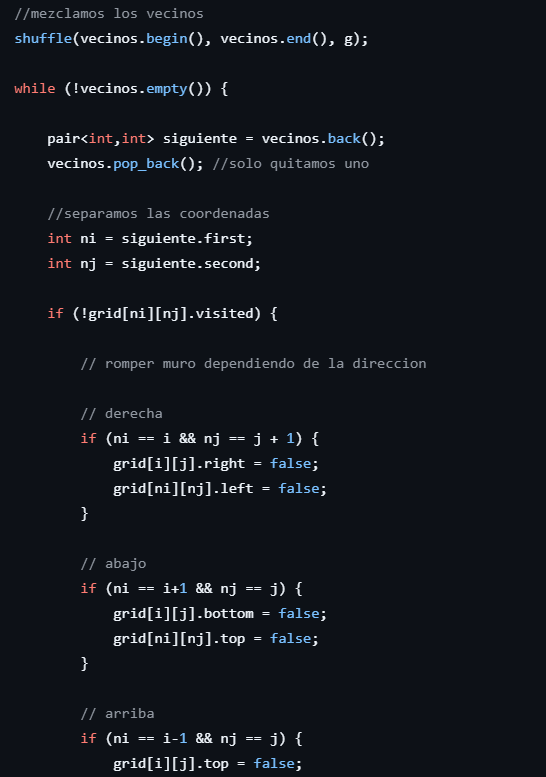 //mezclamos los vecinos
shuffle(vecinos.begin(), vecinos.end(), g);
while (!vecinos.empty()) {
pair<int,int> siguiente = vecinos.back();
vecinos.pop_back(); //solo quitamos uno
//separamos las coordenadas
int ni = siguiente.first;
int nj = siguiente.second;
if (!grid[ni][nj].visited) {
// romper muro dependiendo de la direccion
// derecha
if (ni == i && nj == j + 1) {
grid[i][j].right = false;
grid[ni][nj].left = false;
}
// abajo
if (ni == i+1 && nj == j) {
grid[i][j].bottom = false;
grid[ni][nj].top = false;
}
// arriba
if (ni == i-1 && nj == j) {
grid[i][j].top = false;